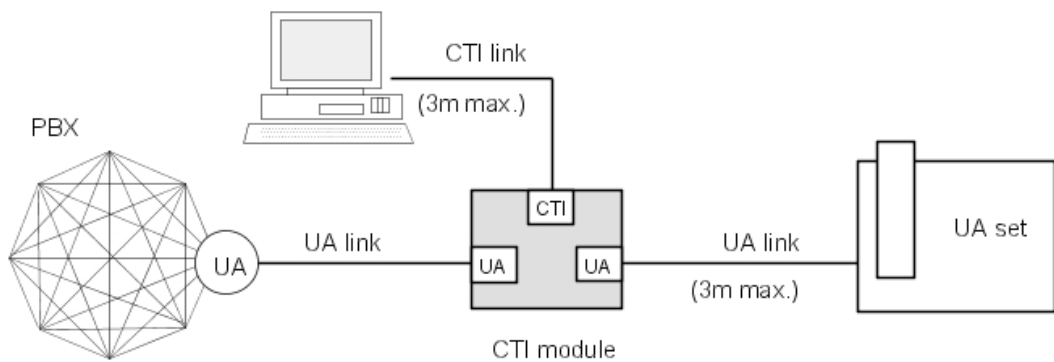 CTI link
(3m max.)
PBX
CTI
UA link
UA link
UA set
UA
UA
UA
(3m max.)
CTI module